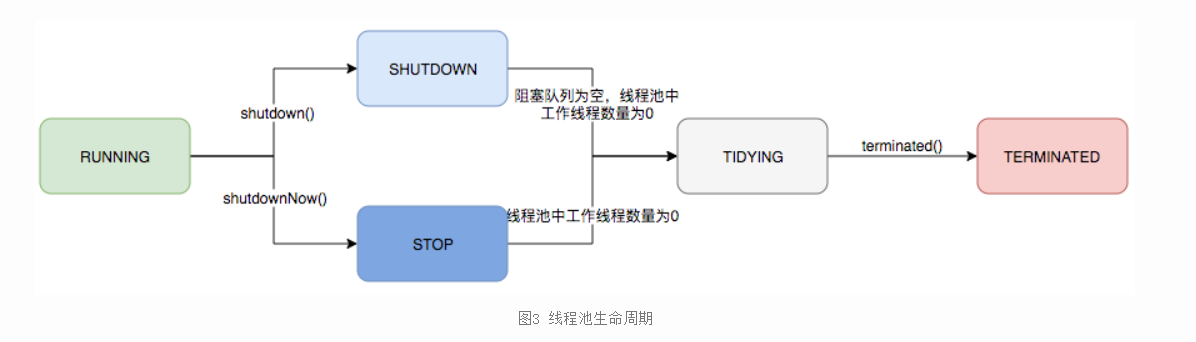 SHUTDOWN
shutdown()
阻塞队列为空，线程池中
工作线程数量为0
RUNNING
TIDYING
terminated()
TERMINATED
shutdownNow()
线程池中工作线程数量为0
STOP
图3 线程池生命周期